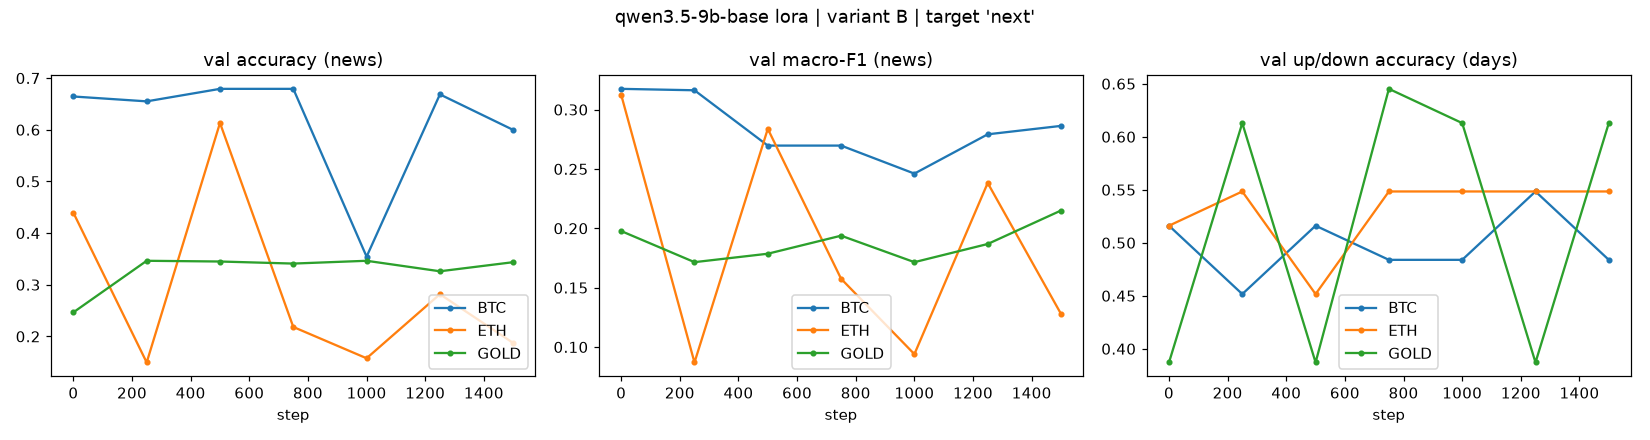 qwen3.5-9b-base lora | variant B | target 'next'
val accuracy (news)
0.7
0.6
0.5
0.4
0.3
0.2
0 200 400 600 800 1000 1200 1400
step
BTC
ETH
GOLD
val macro-F1 (news)
0.30
0.25
0.20
0.15
0.10
0 200 400 600 800 1000 1200 1400
step
BTC
ETH
GOLD
val up/down accuracy (days)
0.65
0.60
0.55
0.50
0.45
0.40
0 200 400 600 800 1000 1200 1400
step
BTC
ETH
GOLD